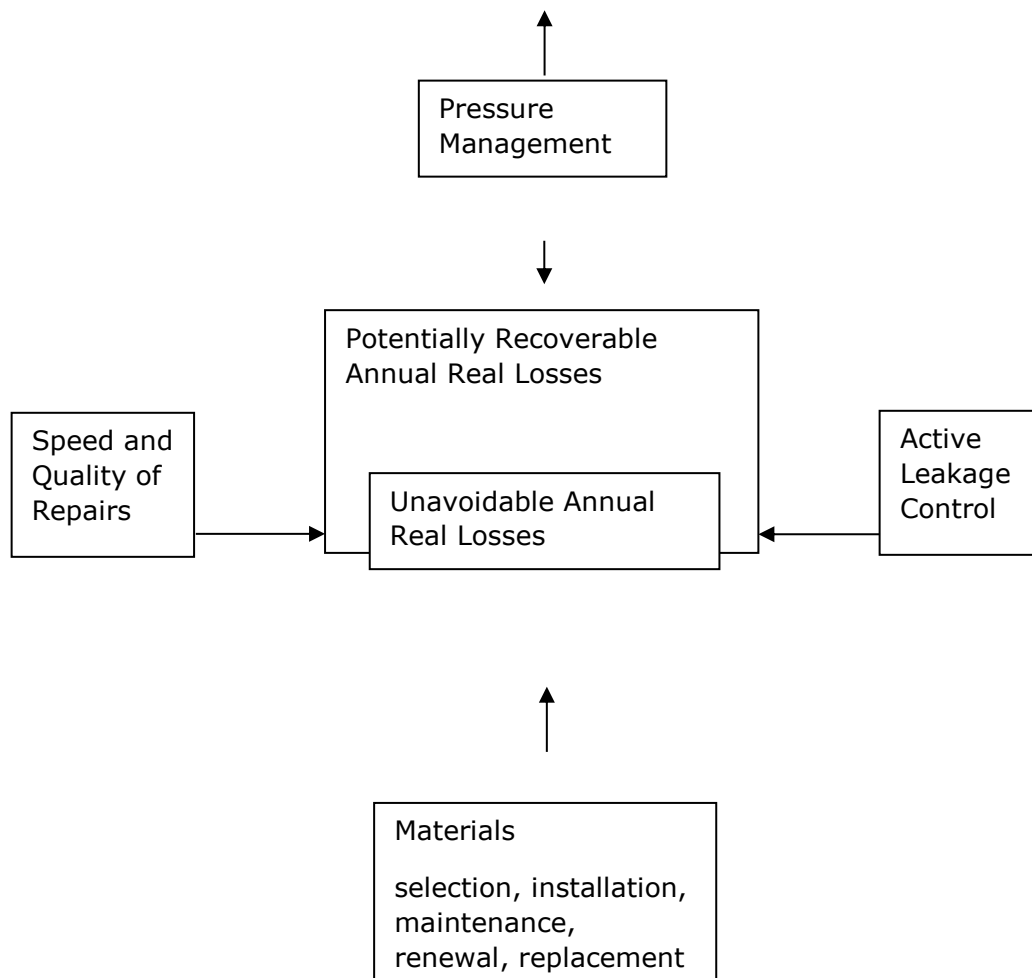 Pressure
Management
Potentially Recoverable
Annual Real Losses
Speed and
Quality of
Repairs
Unavoidable Annual
Real Losses
Active
Leakage
Control
Materials
selection, installation,
maintenance,
renewal, replacement